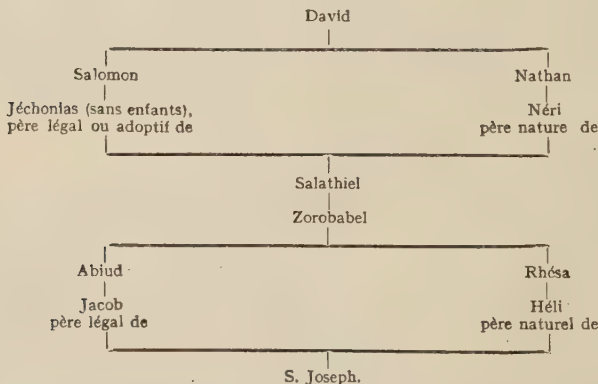 David
Salomon
Nathan
Jéchonias (sans enfants),
père légal ou adoptif de
Néri
père nature de
Salathiel
Zorobabel
Abiud
Rhésa
Jacob
père légal de
Héli
père naturel de
S. Joseph.